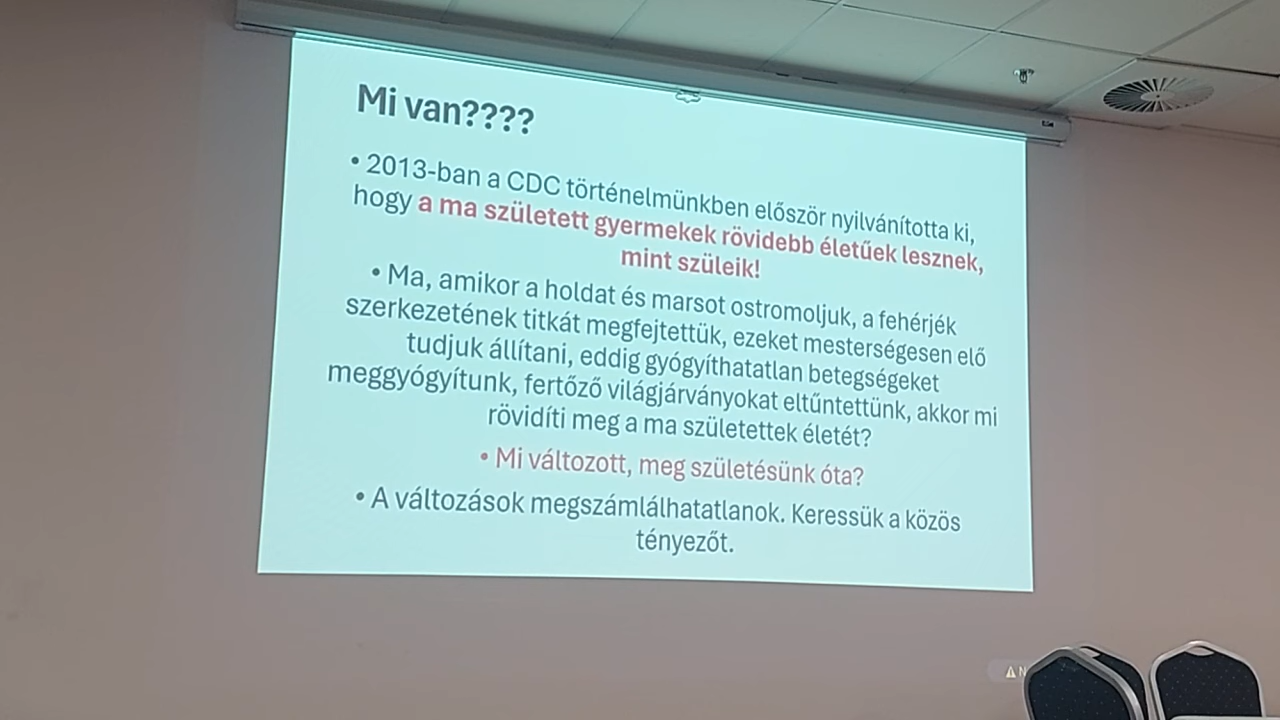 Mi van????
• 2013-ban a CDC történelmünkben először nyilvánította ki,
hogy a ma született gyermekek rövidebb életűek lesznek,
mint szüleik!
• Ma, amikor a holdat és marsot ostromoljuk, a fehérjék
szerkezetének titkát megfejtettük, ezeket mesterségesen elő
tudjuk állítani, eddig gyógyíthatatlan betegségeket
meggyógyítunk, fertőző világjárványokat eltűntettünk, akkor mi
rövidíti meg a ma születettek életét?
• Mi változott, meg születésünk óta?
• A változások megszámlálhatatlanok. Keressük a közös
tényezőt.